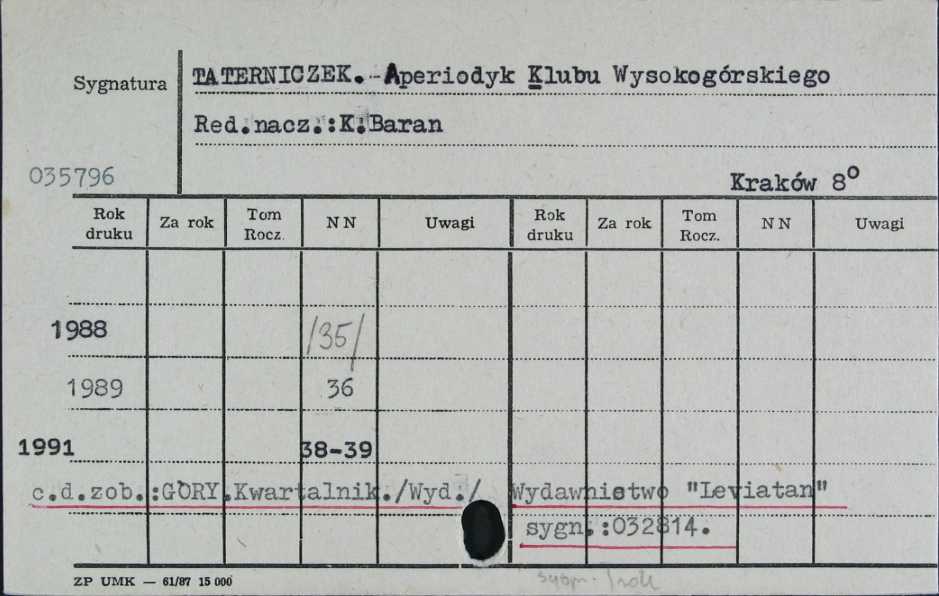 Sygnatura TATERNICZEK.-Aperiodyk Klubu Wysokogórskiego
Red.nacz.:K.Baran
035796
Kraków 8º
Rok druku Za rok Tom Rocz. NN Uwagi Rok druku Za rok Tom Rocz. NN Uwagi
1988 /35/
1989 36
1991 38-39
c.d.zob.:GÓRY.Kwartalnik./Wyd./ Wydawnictwo "Leviatan"
sygn.:032814.
ZP UMK — 61/87 15 000